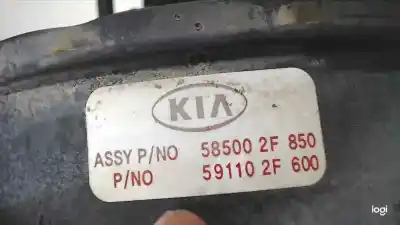 KIA
ASSY P/NO 58500 2F 850
P/NO 59110 2F 600
logi